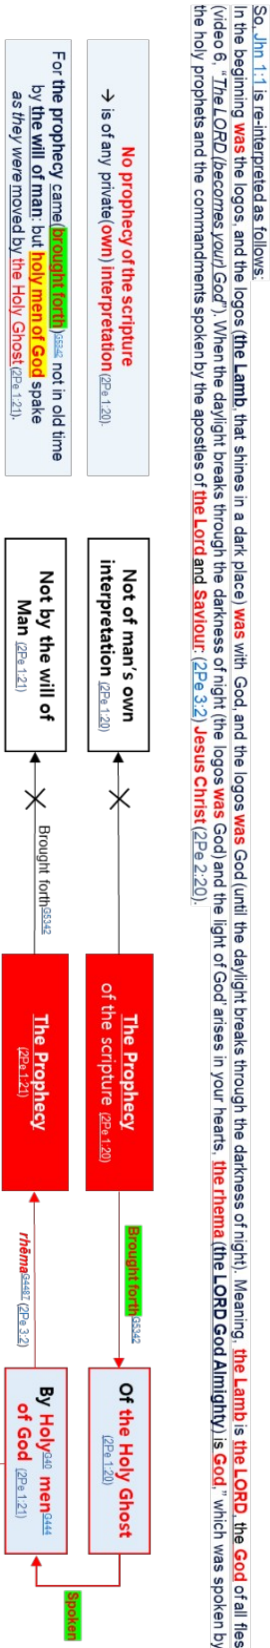 So, Jhn 1:1 is re-interpreted as follows:
In the beginning was the logos, and the logos (the Lamb, that shines in a dark place) was with God, and the logos was God (until the daylight breaks through the darkness of night). Meaning, the Lamb is the LORD, the God of all fles
(video 6, “The LORD (becomes your) God”). When the daylight breaks through the darkness of night (the logos was God) and the light of God’ arises in your hearts, the rhema (the LORD God Almighty) is God,” which was spoken by
the holy prophets and the commandments spoken by the apostles of the Lord and Saviour: (2Pe 3:2) Jesus Christ (2Pe 2:20).
No prophecy of the scripture
→ is of any private(own) interpretation (2Pe 1:20).
Not of man’s own
interpretation (2Pe 1:20)
The Prophecy
of the scripture (2Pe 1:20)
Brought forthG5342
Of the Holy Ghost
(2Pe 1:20)
For the prophecy came(brought forth)G5342 not in old time
by the will of man: but holy men of God spake
as they were moved by the Holy Ghost (2Pe 1:21).
Not by the will of
Man (2Pe 1:21)
Brought forthG5342
The Prophecy
(2Pe 1:21)
rhēmaG4487 (2Pe 3:2)
By HolyG40 menG444
of God (2Pe 1:21)
Spoken